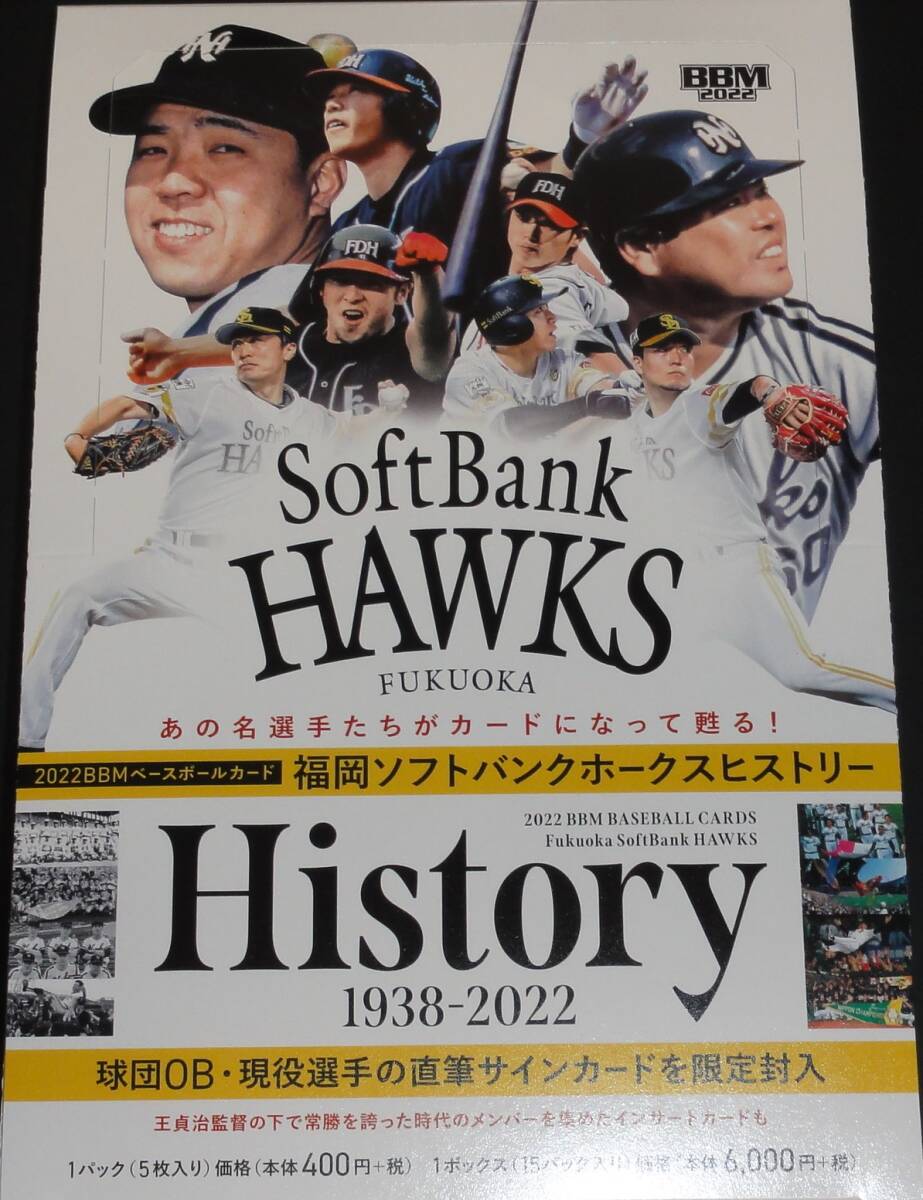 BBM
2022
FDH
FDH
FDH
SoftBank
SoftBank
HAWKS
FUKUOKA
あの名選手たちがカードになって甦る!
2022BBMベースボールカード 福岡ソフトバンクホークスヒストリー
2022 BBM BASEBALL CARDS
Fukuoka SoftBank HAWKS
History
1938-2022
球団OB・現役選手の直筆サインカードを限定封入
王貞治監督の下で常勝を誇った時代のメンバーを集めたインサートカードも
1パック(5枚入り)価格(本体400円+税) 1ボックス(15パック入り)価格(本体6,000円+税)